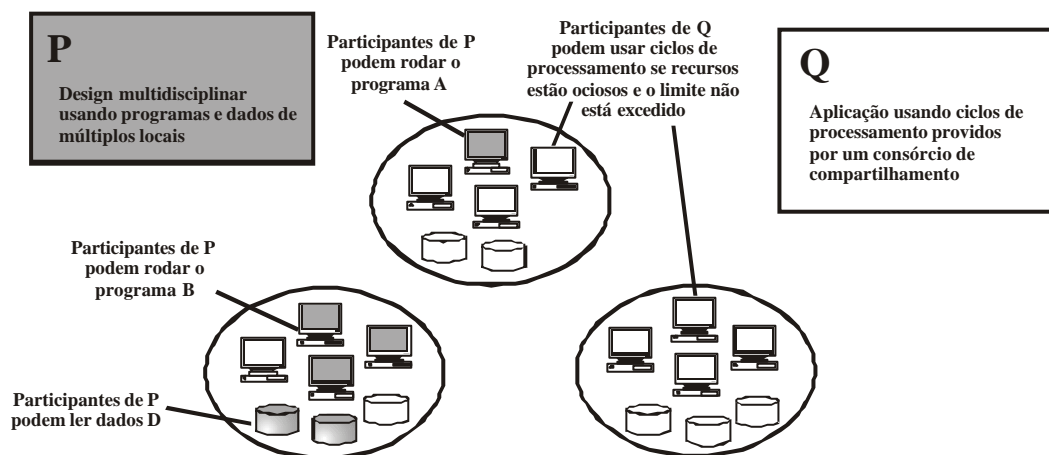 P
Design multidisciplinar
usando programas e dados de
múltiplos locais
Participantes de P
podem rodar o
programa A
Participantes de Q
podem usar ciclos de
processamento se recursos
estão ociosos e o limite não
está excedido
Q
Aplicação usando ciclos de
processamento providos
por um consórcio de
compartilhamento
Participantes de P
podem rodar o
programa B
Participantes de P
podem ler dados D